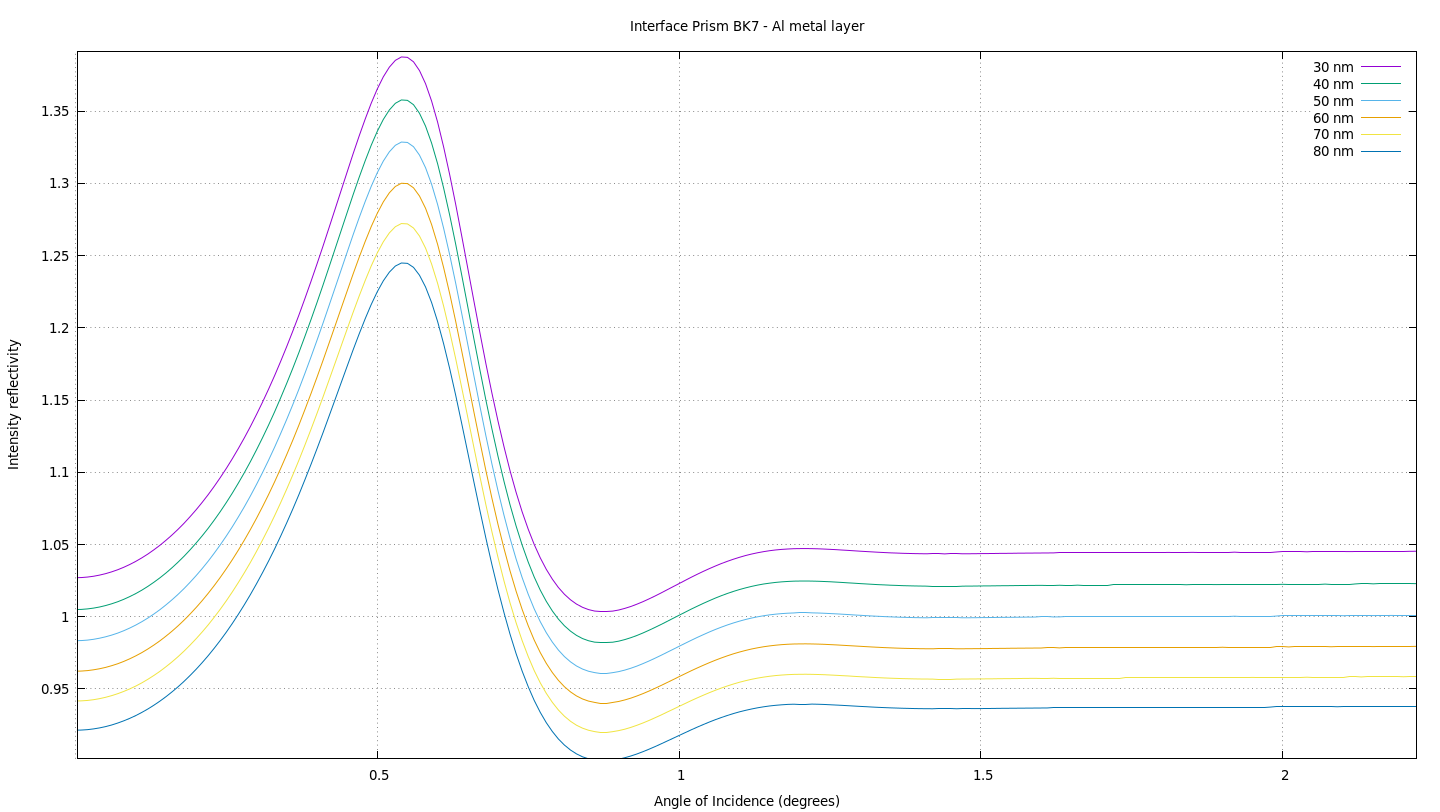 Interface Prism BK7 - Al metal layer
30 nm
40 nm
50 nm
60 nm
70 nm
80 nm
1.35
1.3
1.25
1.2
1.15
1.1
1.05
1
0.95
Intensity reflectivity
0.5
1
1.5
2
Angle of Incidence (degrees)